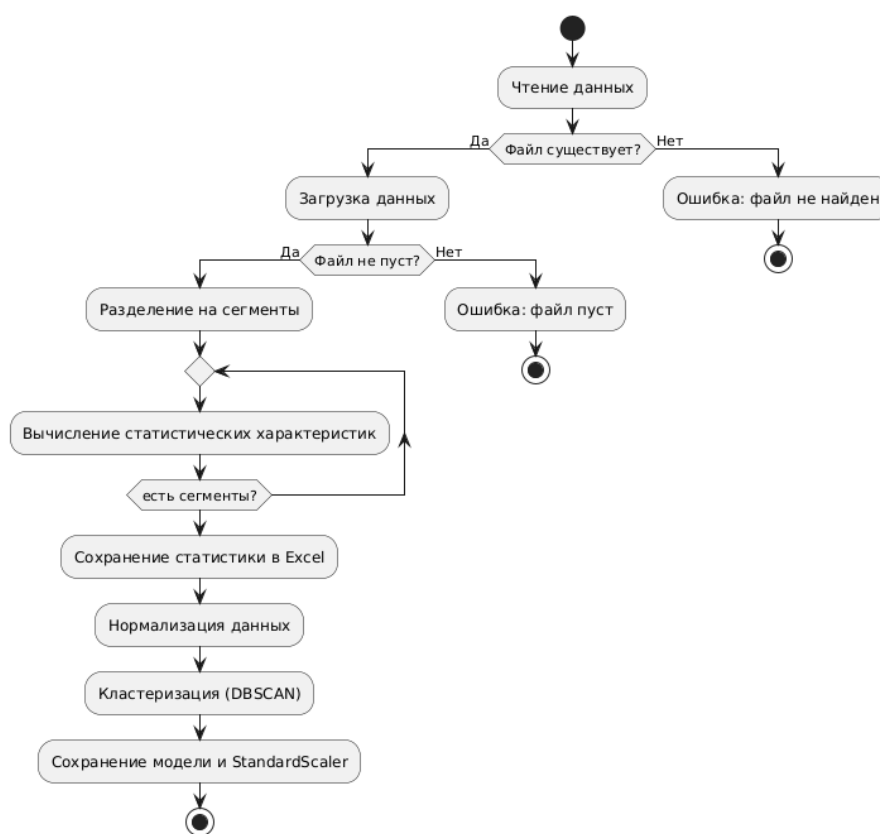 Чтение данных
Да
Файл существует?
Нет
Загрузка данных
Ошибка: файл не найден
Да
Файл не пуст?
Нет
Разделение на сегменты
Ошибка: файл пуст
Вычисление статистических характеристик
есть сегменты?
Сохранение статистики в Excel
Нормализация данных
Кластеризация (DBSCAN)
Сохранение модели и StandardScaler